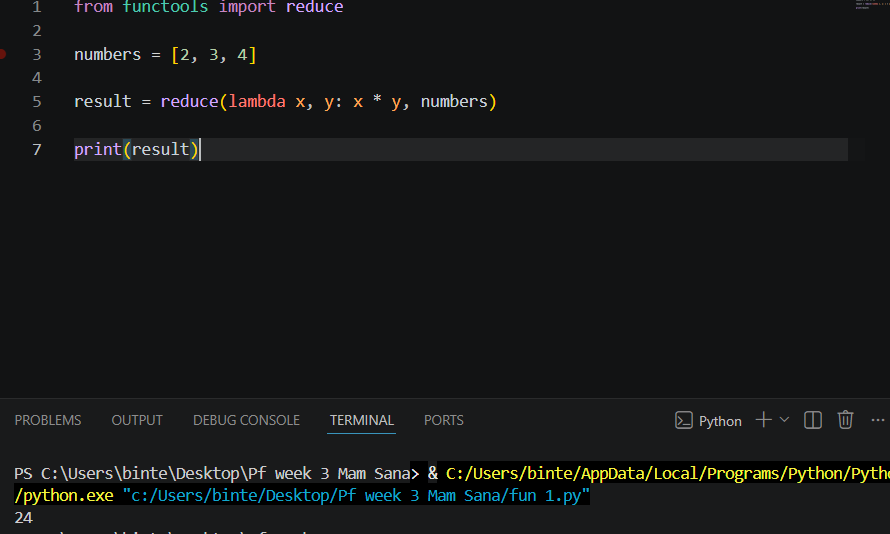 1 from functools import reduce
2
3 numbers = [2, 3, 4]
4
5 result = reduce(lambda x, y: x * y, numbers)
6
7 print(result)
PROBLEMS OUTPUT DEBUG CONSOLE TERMINAL PORTS Python
PS C:\Users\binte\Desktop\Pf week 3 Mam Sana> & C:/Users/binte/AppData/Local/Programs/Python/Pytho
/python.exe "c:/Users/binte/Desktop/Pf week 3 Mam Sana/fun 1.py"
24